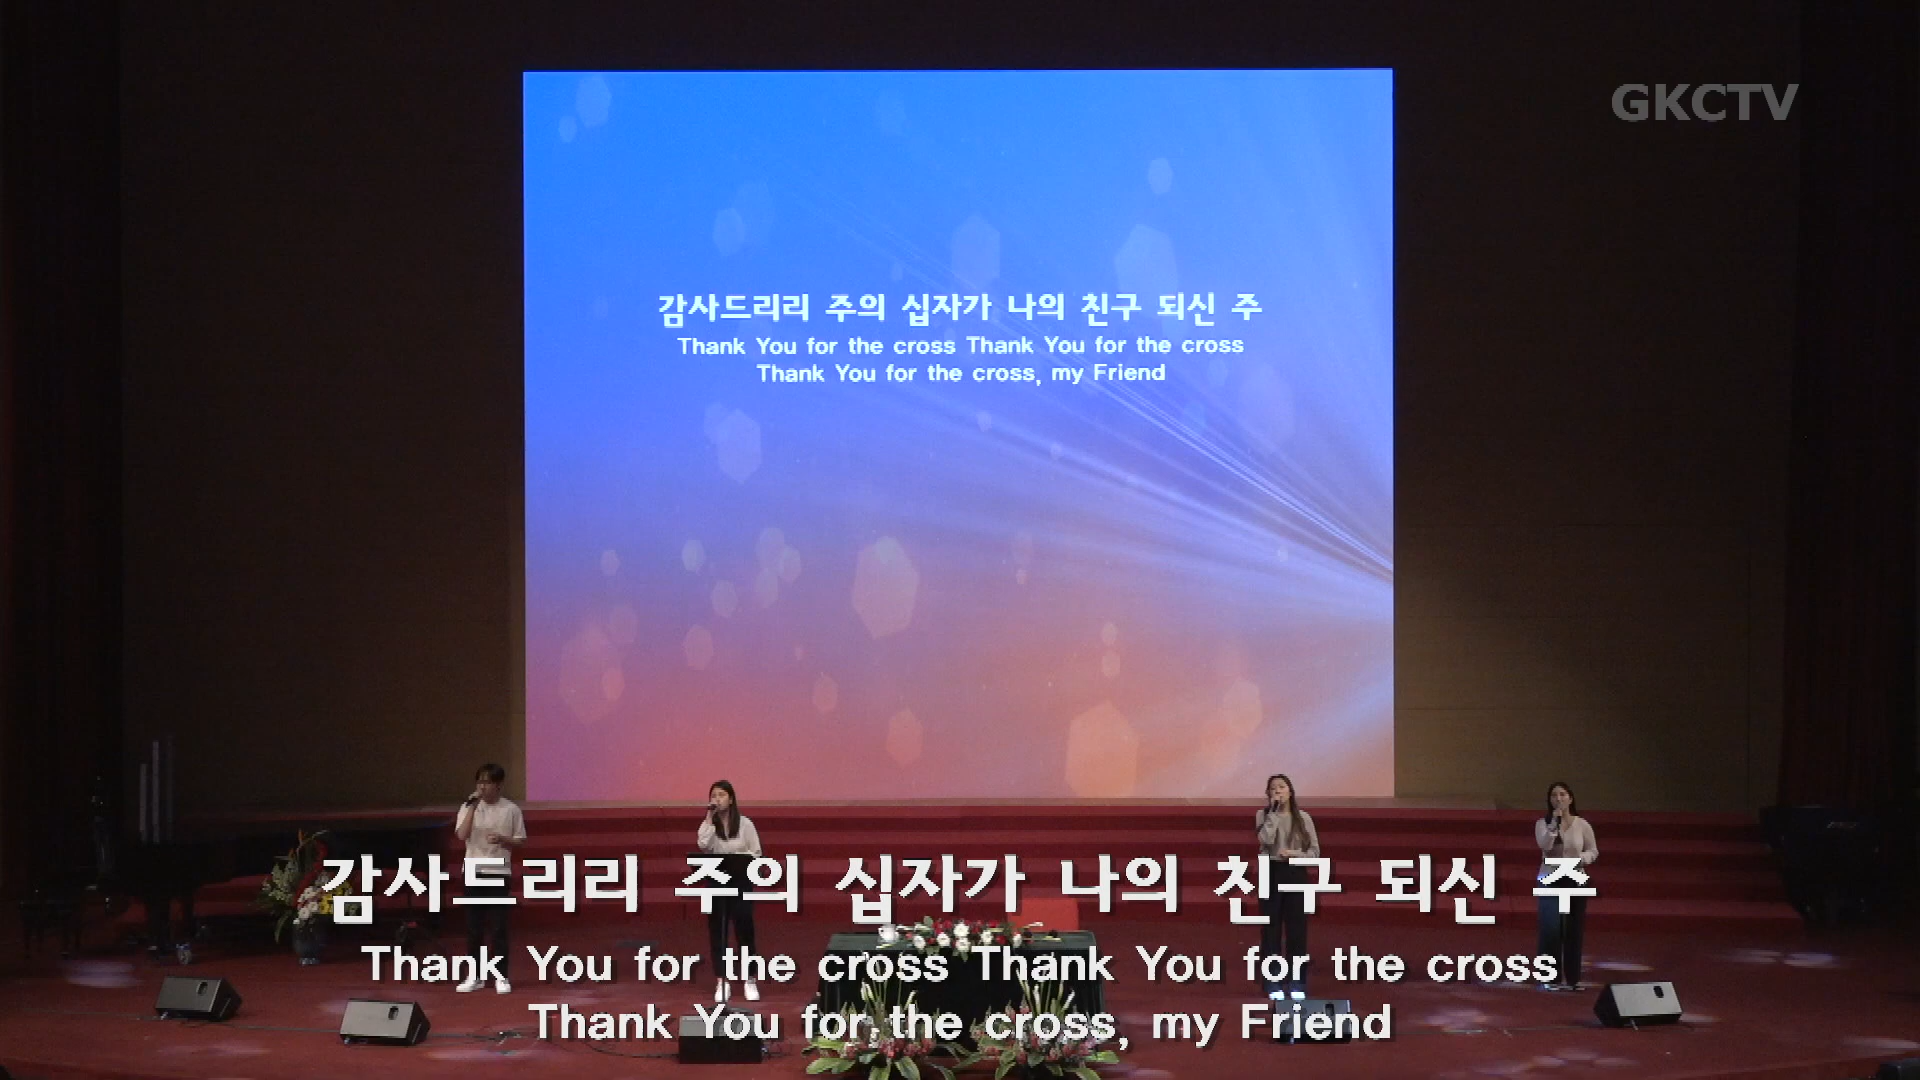 GKCTV
감사드리리 주의 십자가 나의 친구 되신 주
Thank You for the cross Thank You for the cross
Thank You for the cross, my Friend
감사드리리 주의 십자가 나의 친구 되신 주
Thank You for the cross Thank You for the cross
Thank You for the cross, my Friend